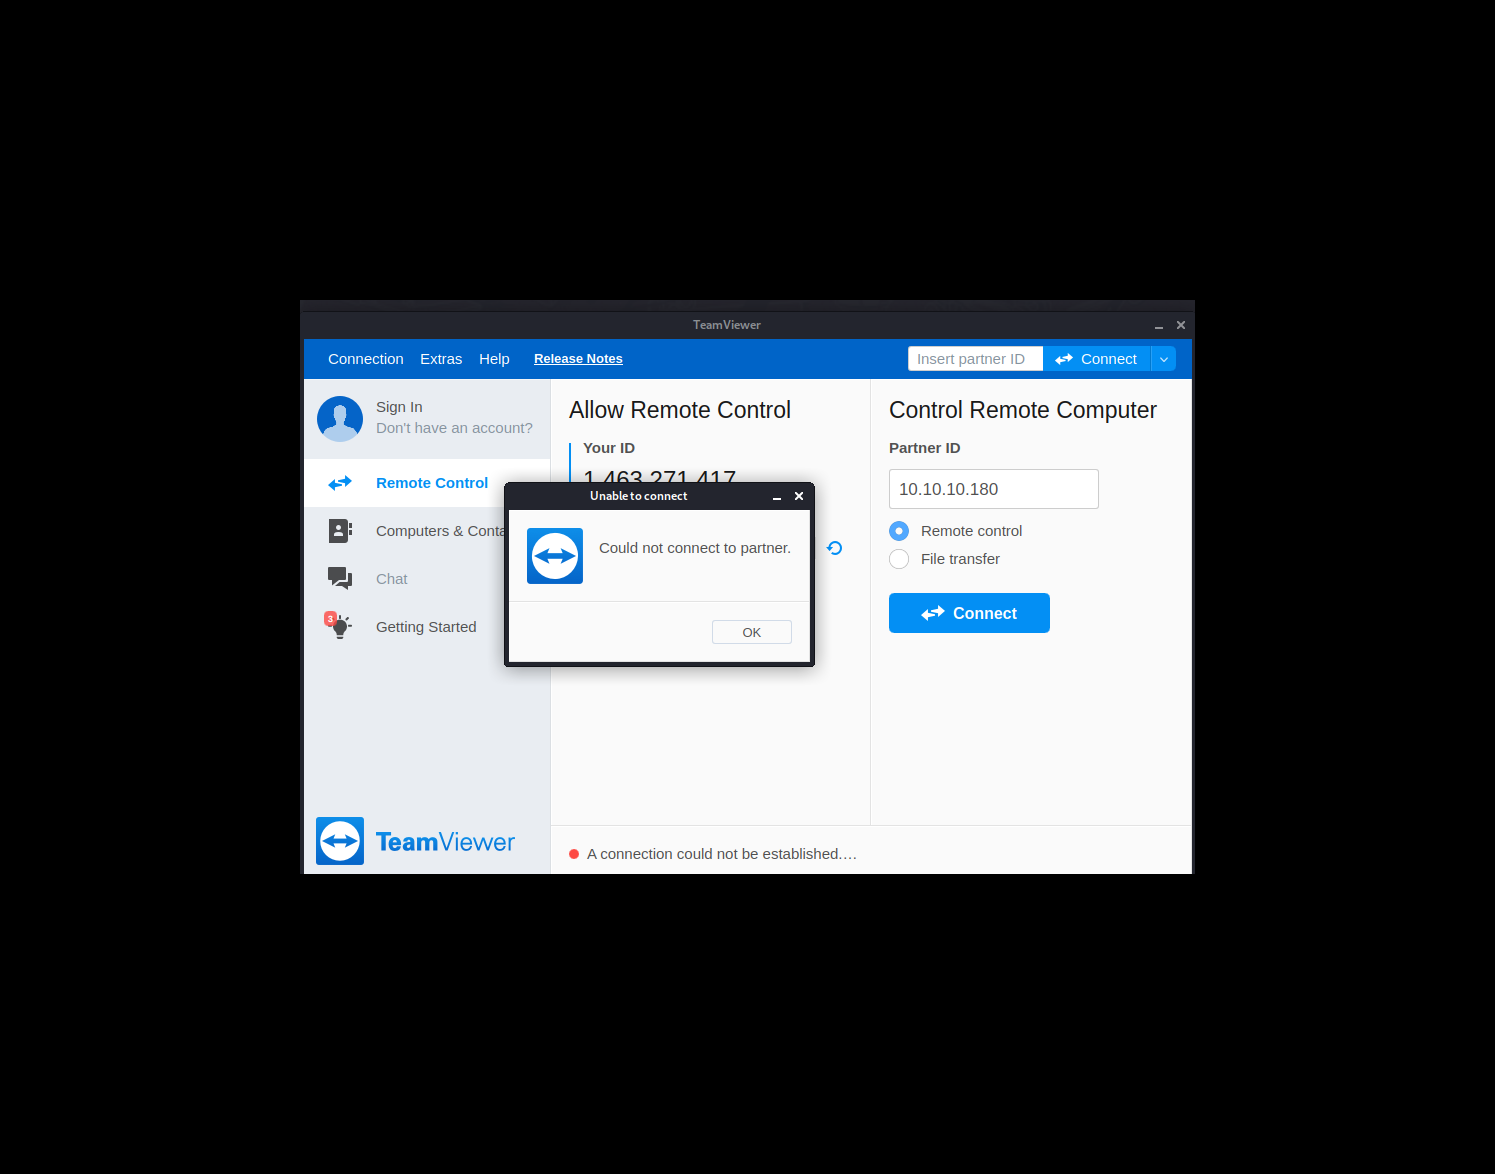 TeamViewer
Connection Extras Help Release Notes Insert partner ID Connect
Sign In
Don't have an account?
Remote Control
Computers & Conta
Chat
3
Getting Started
TeamViewer
Allow Remote Control
Your ID
1 463 271 417
Unable to connect
Could not connect to partner.
OK
Control Remote Computer
Partner ID
10.10.10.180
Remote control
File transfer
Connect
A connection could not be established....